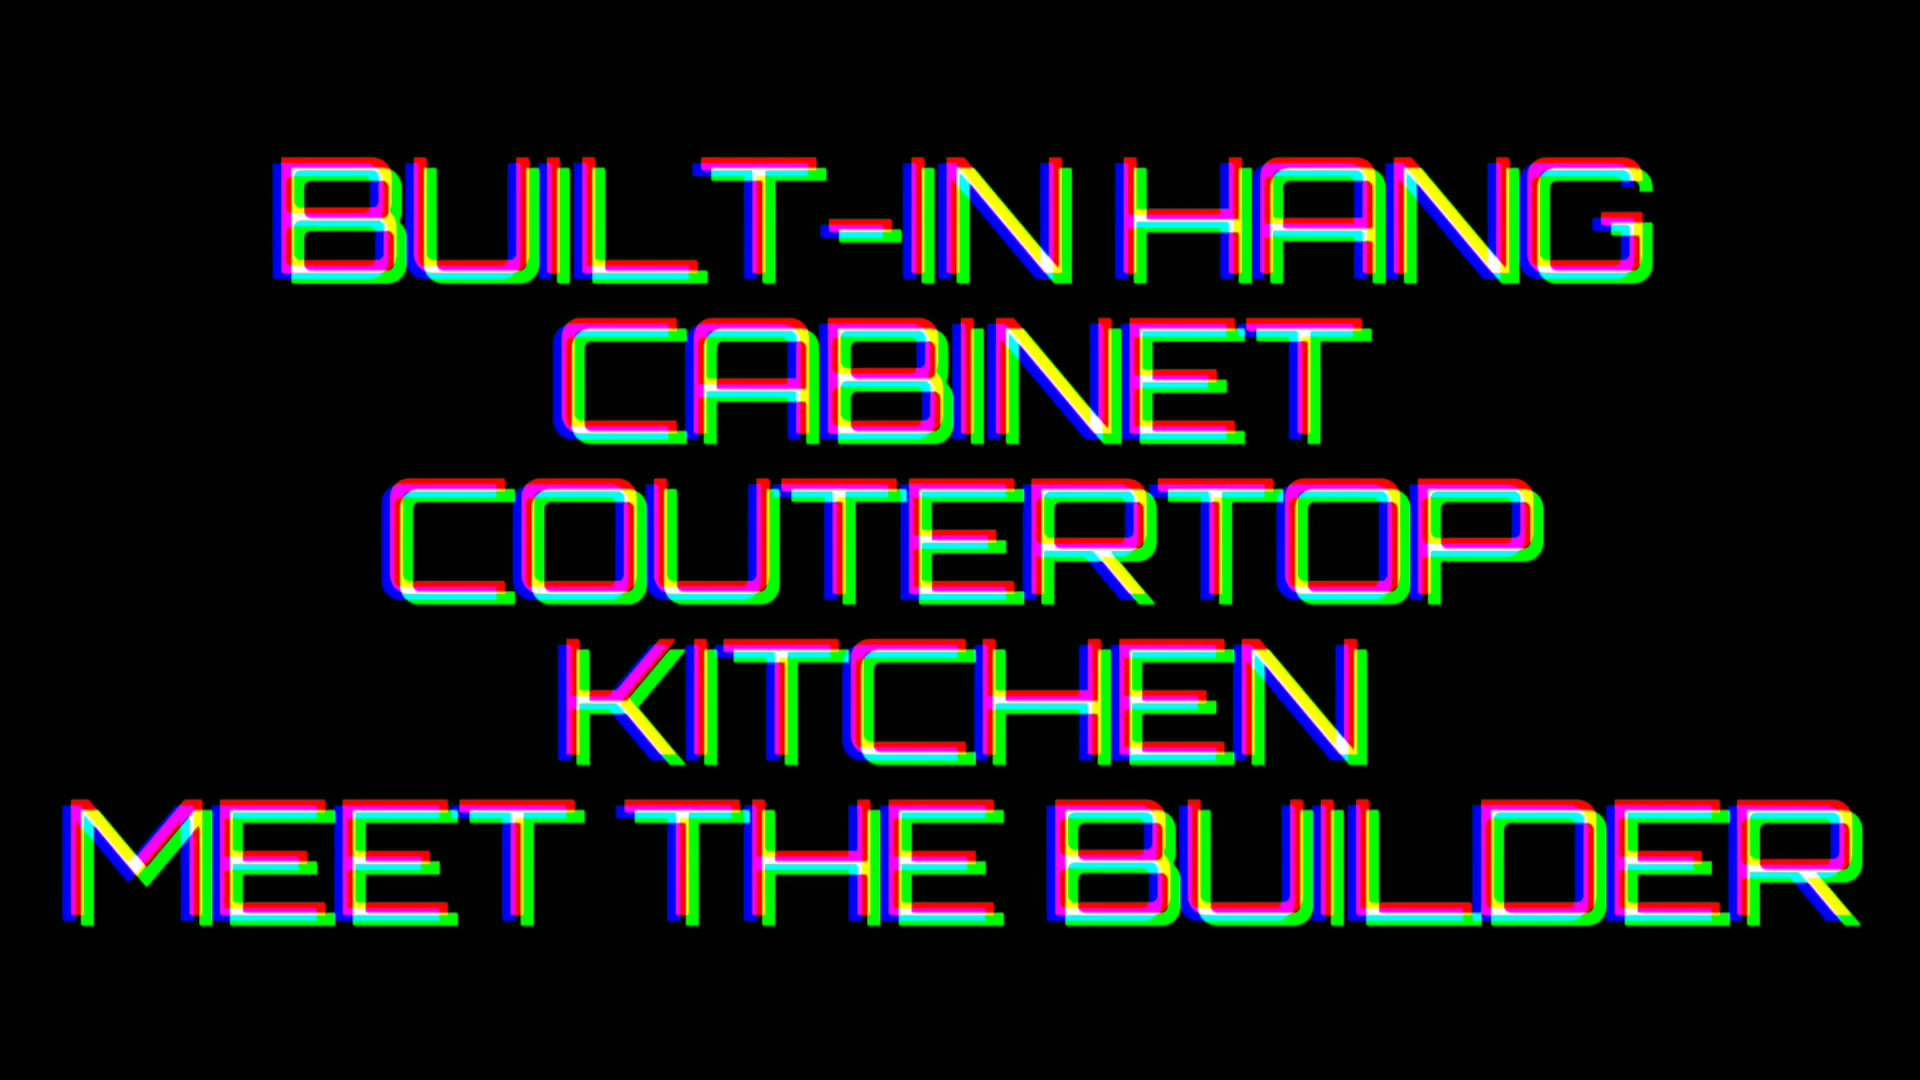 BUILT-IN HANG
CABINET
COUTERTOP
KITCHEN
MEET THE BUILDER